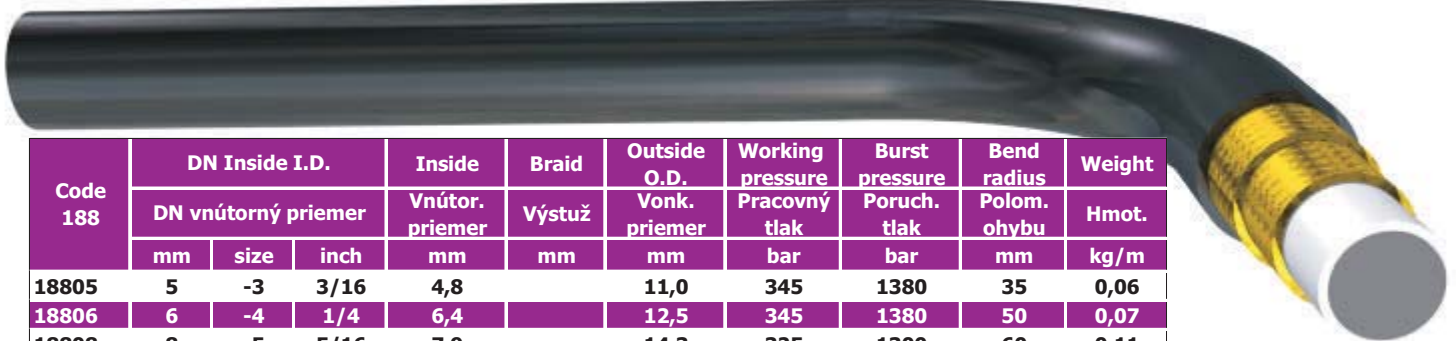 Code 188 DN Inside I.D. Inside Braid Outside O.D. Working pressure Burst pressure Bend radius Weight
DN vnútorný priemer Vnútor. priemer Výstuž Vonk. priemer Pracovný tlak Poruch. tlak Polom. ohybu Hmot.
mm size inch mm mm mm bar bar mm kg/m
18805 5 -3 3/16 4,8 11,0 345 1380 35 0,06
18806 6 -4 1/4 6,4 12,5 345 1380 50 0,07